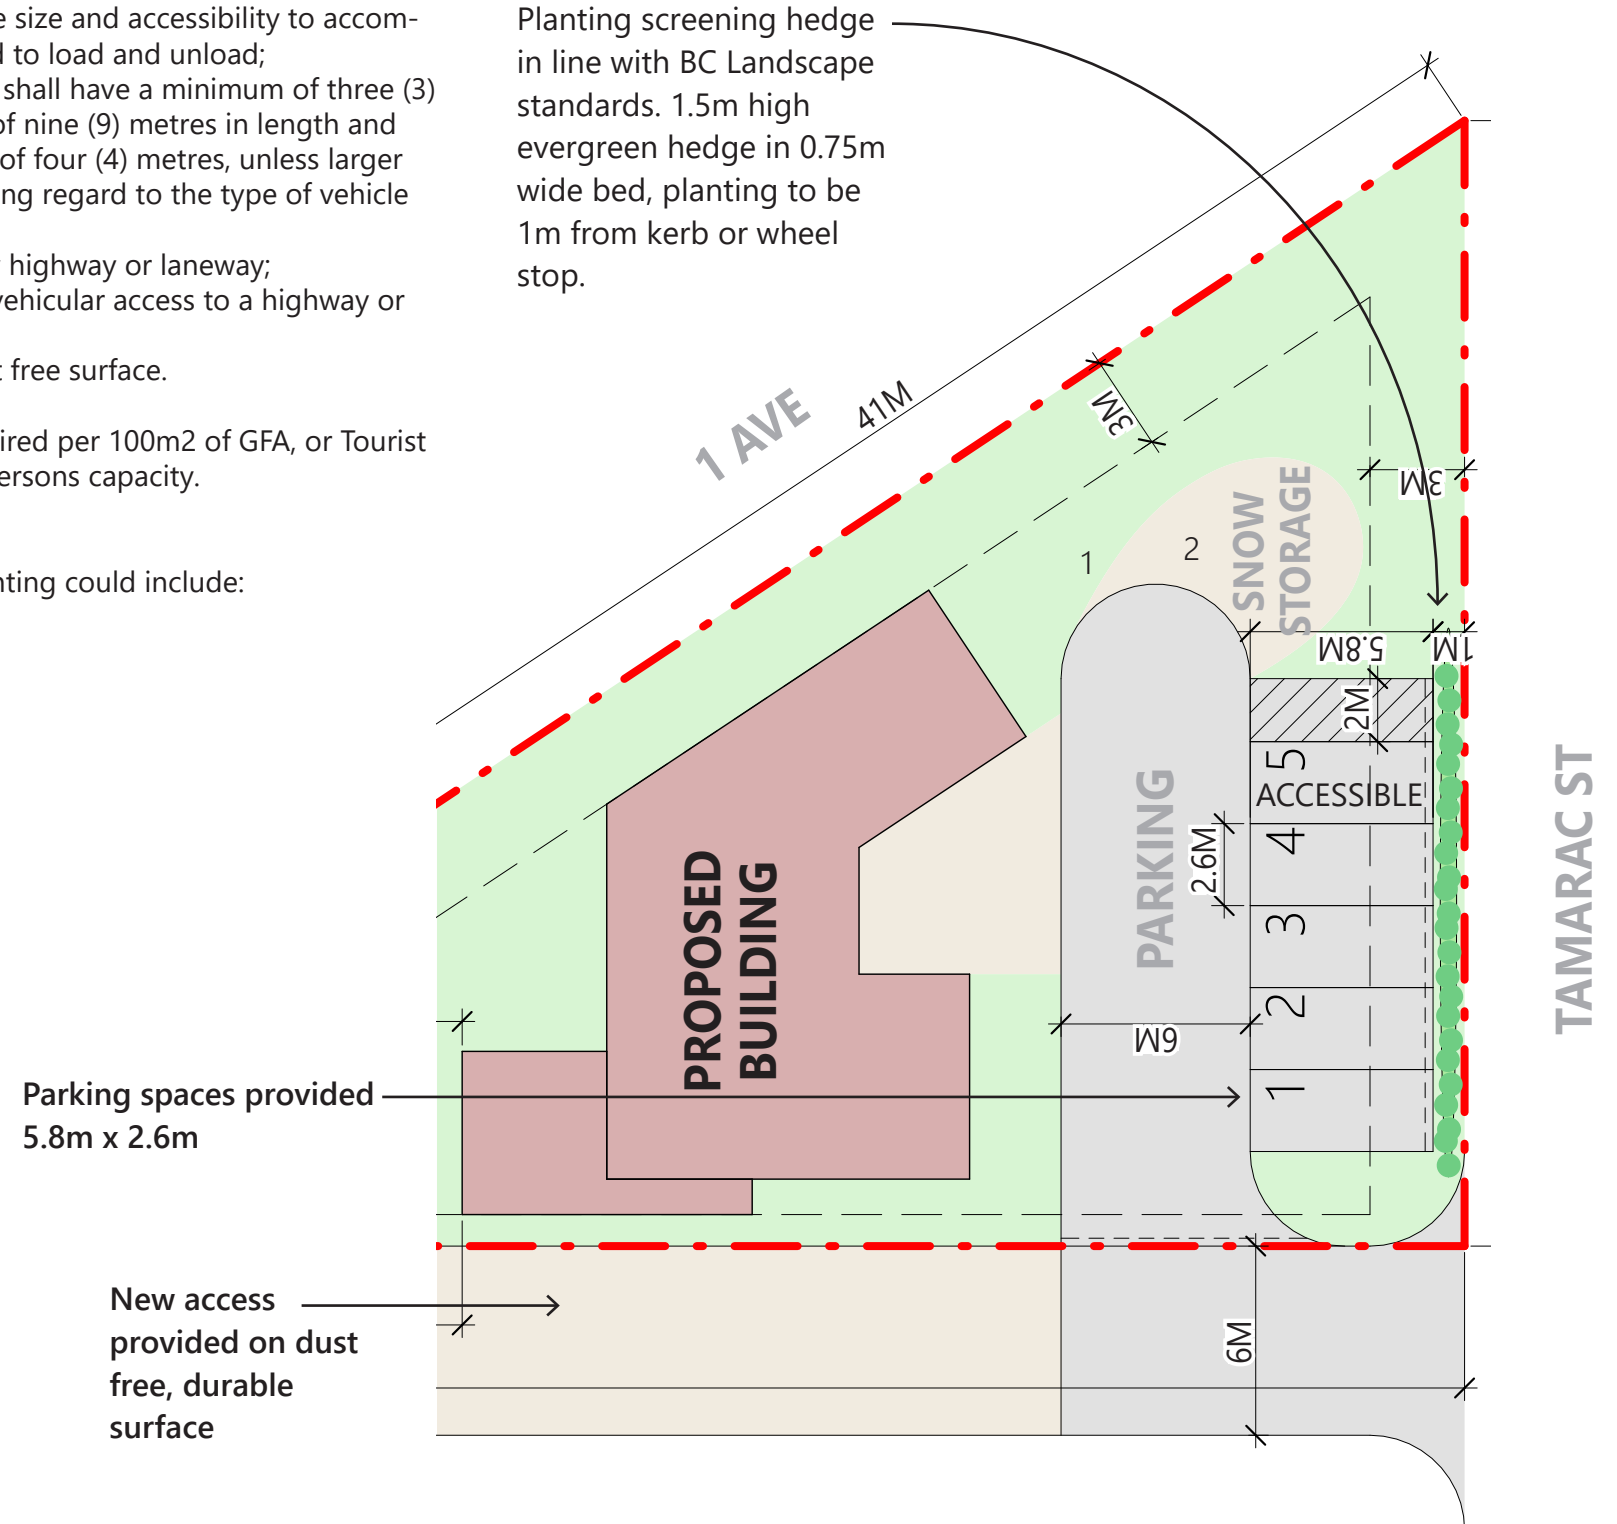 e size and accessibility to accom-
d to load and unload;
shall have a minimum of three (3)
of nine (9) metres in length and
of four (4) metres, unless larger
ng regard to the type of vehicle
highway or laneway;
vehicular access to a highway or
t free surface.
ired per 100m2 of GFA, or Tourist
ersons capacity.
nting could include:
Planting screening hedge
in line with BC Landscape
standards. 1.5m high
evergreen hedge in 0.75m
wide bed, planting to be
1m from kerb or wheel
stop.
1 AVE
41M
3M
3M
SNOW
STORAGE
1
2
5.8M
1M
2M
5
ACCESSIBLE
4
2.6M
3
2
1
PARKING
6M
TAMARAC ST
PROPOSED
BUILDING
Parking spaces provided
5.8m x 2.6m
New access
provided on dust
free, durable
surface
6M